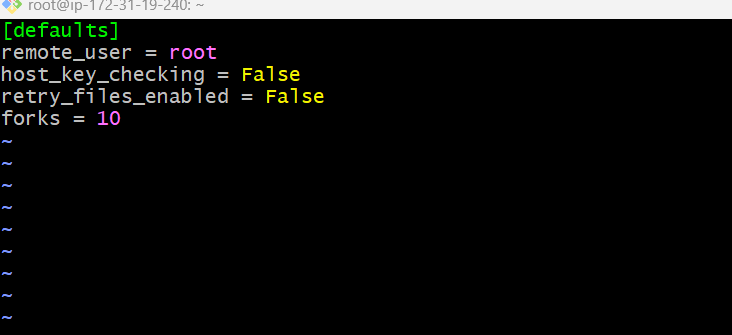 root@ip-172-31-19-240: ~
[defaults]
remote_user = root
host_key_checking = False
retry_files_enabled = False
forks = 10
~
~
~
~
~
~
~
~
~